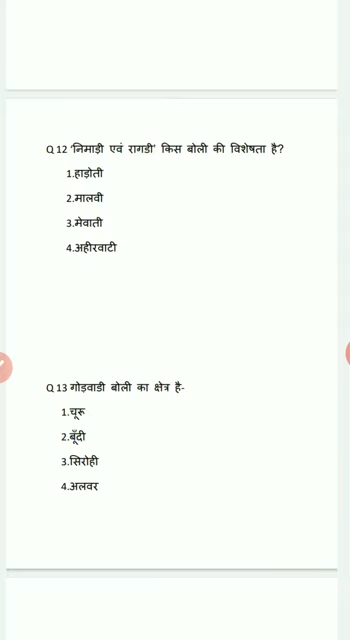 Q 12 'निमाड़ी एवं रागडी' किस बोली की विशेषता है?
1.हाड़ोती
2.मालवी
3.मेवाती
4.अहीरवाटी
Q 13 गोड़वाडी बोली का क्षेत्र है-
1.चूरू
2.बूँदी
3.सिरोही
4.अलवर